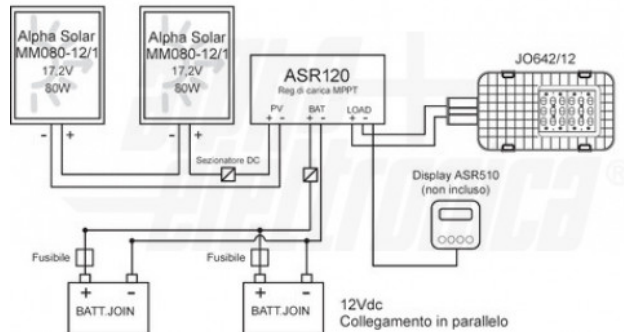 Alpha Solar
MM080-12/1
17,2V
80W
Alpha Solar
MM080-12/1
17,2V
80W
ASR120
Reg di carica MPPT
PV BAT LOAD
+ - + - + -
JO642/12
- +
- +
Sezionatore DC
Display ASR510
(non incluso)
Fusibile
Fusibile
+ -
BATT.JOIN
+ -
BATT.JOIN
12Vdc
Collegamento in parallelo
elettronica®